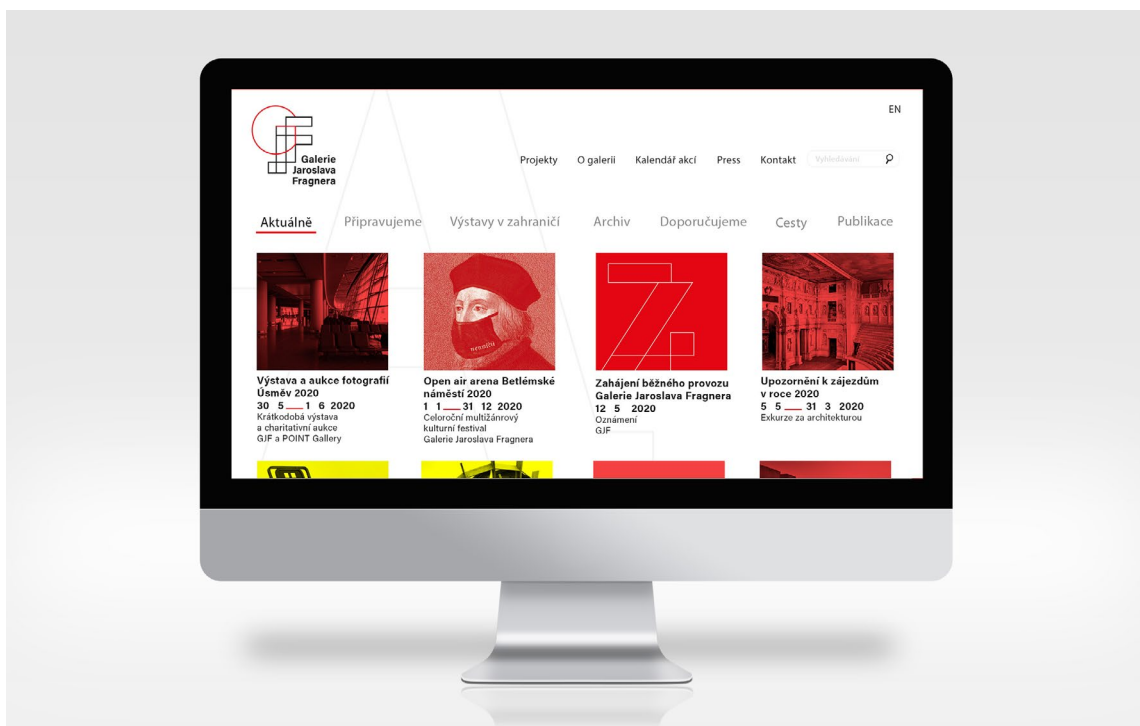 EN
Galerie
Jaroslava
Fragnera
Projekty O galerii Kalendář akcí Press Kontakt Vyhledávání
Aktuálně Připravujeme Výstavy v zahraničí Archiv Doporučujeme Cesty Publikace
Výstava a aukce fotografií
Úsměv 2020
30 5 __ 1 6 2020
Krátkodobá výstava
a charitativní aukce
GJF a POINT Gallery
Open air arena Betlémské
náměstí 2020
1 1 __ 31 12 2020
Celoroční multižánrový
kulturní festival
Galerie Jaroslava Fragnera
Zahájení běžného provozu
Galerie Jaroslava Fragnera
12 5 2020
Oznámení
GJF
Upozornění k zájezdům
v roce 2020
5 5 __ 31 3 2020
Exkurze za architekturou